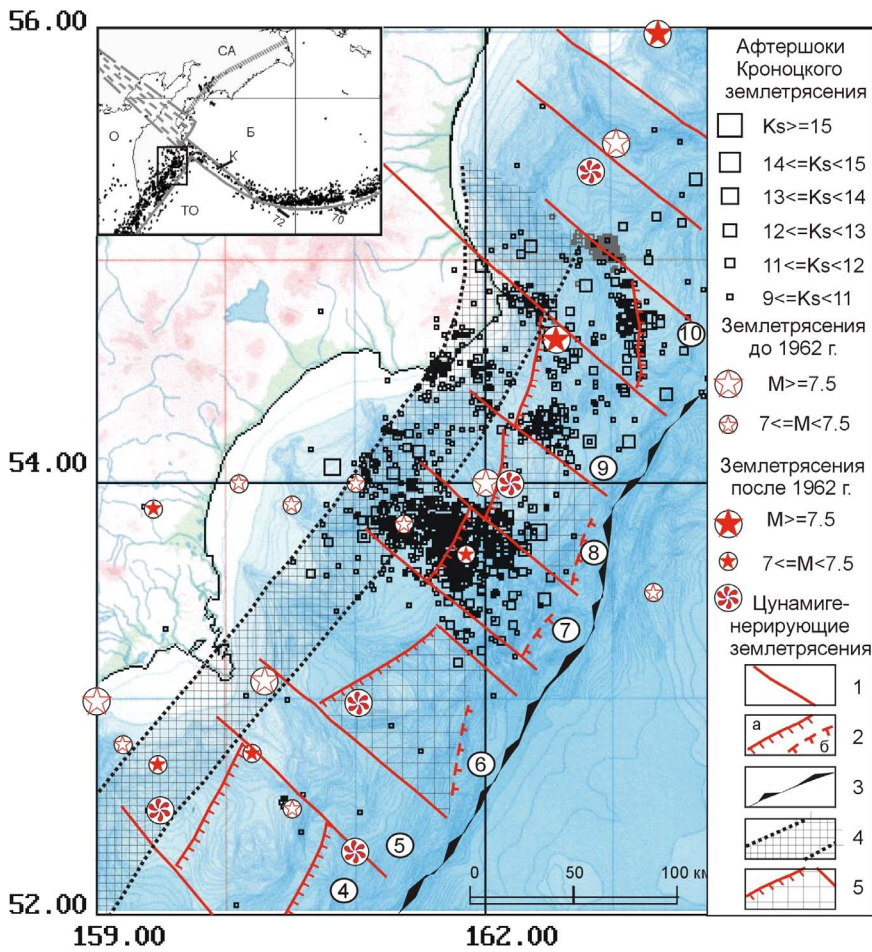 56.00
54.00
52.00
159.00
162.00
СА
О
Б
К
ТО
72
70
10
9
8
7
6
5
4
0 50 100 км
Афтершоки
Кроноцкого
землетрясения
Ks>=15
14<=Ks<15
13<=Ks<14
12<=Ks<13
11<=Ks<12
9<=Ks<11
Землетрясения
до 1962 г.
M>=7.5
7<=M<7.5
Землетрясения
после 1962 г.
M>=7.5
7<=M<7.5
Цунамиге-
нерирующие
землетрясения
1
а
б
2
3
4
5